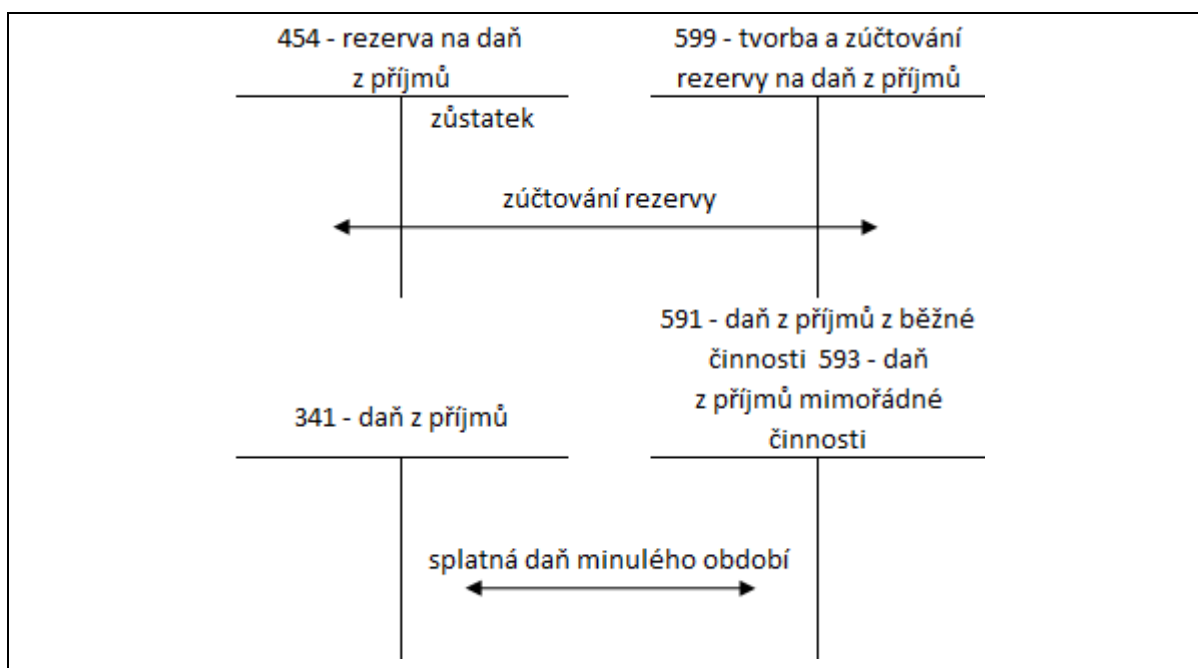 454 - rezerva na daň
z příjmů
599 - tvorba a zúčtování
rezervy na daň z příjmů
zůstatek
zúčtování rezervy
341 - daň z příjmů
591 - daň z příjmů z běžné
činnosti 593 - daň
z příjmů mimořádné
činnosti
splatná daň minulého období